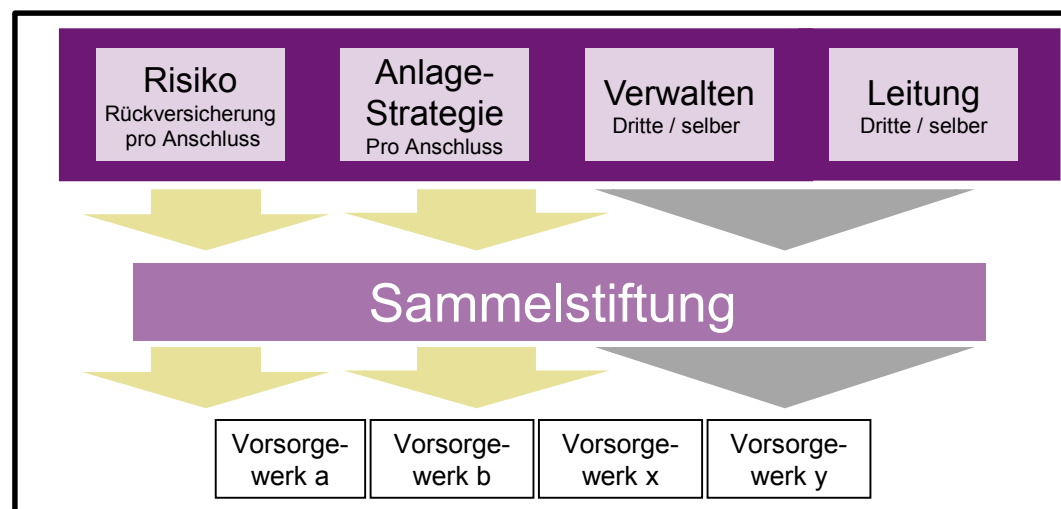 Risiko
Rückversicherung
pro Anschluss
Anlage-
Strategie
Pro Anschluss
Verwalten
Dritte / selber
Leitung
Dritte / selber
Sammelstiftung
Vorsorge-
werk a
Vorsorge-
werk b
Vorsorge-
werk x
Vorsorge-
werk y